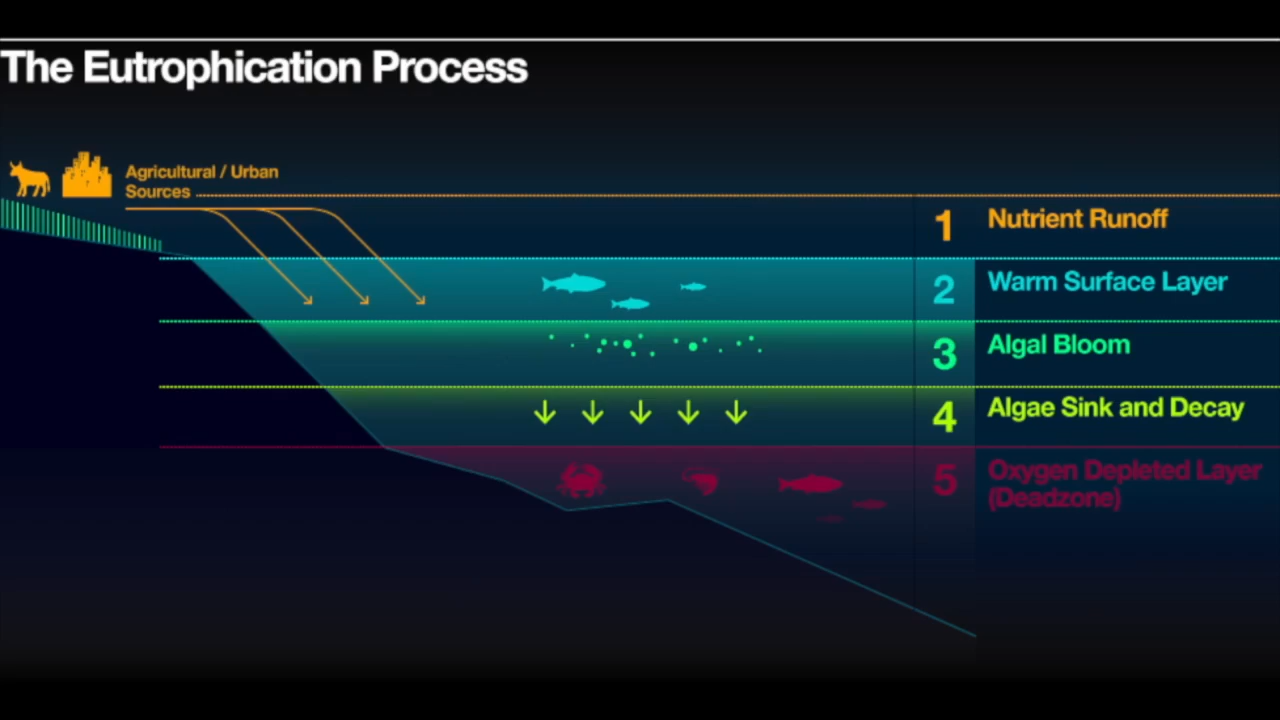 The Eutrophication Process
Agricultural / Urban
Sources
1 Nutrient Runoff
2 Warm Surface Layer
3 Algal Bloom
4 Algae Sink and Decay
5 Oxygen Depleted Layer
(Deadzone)